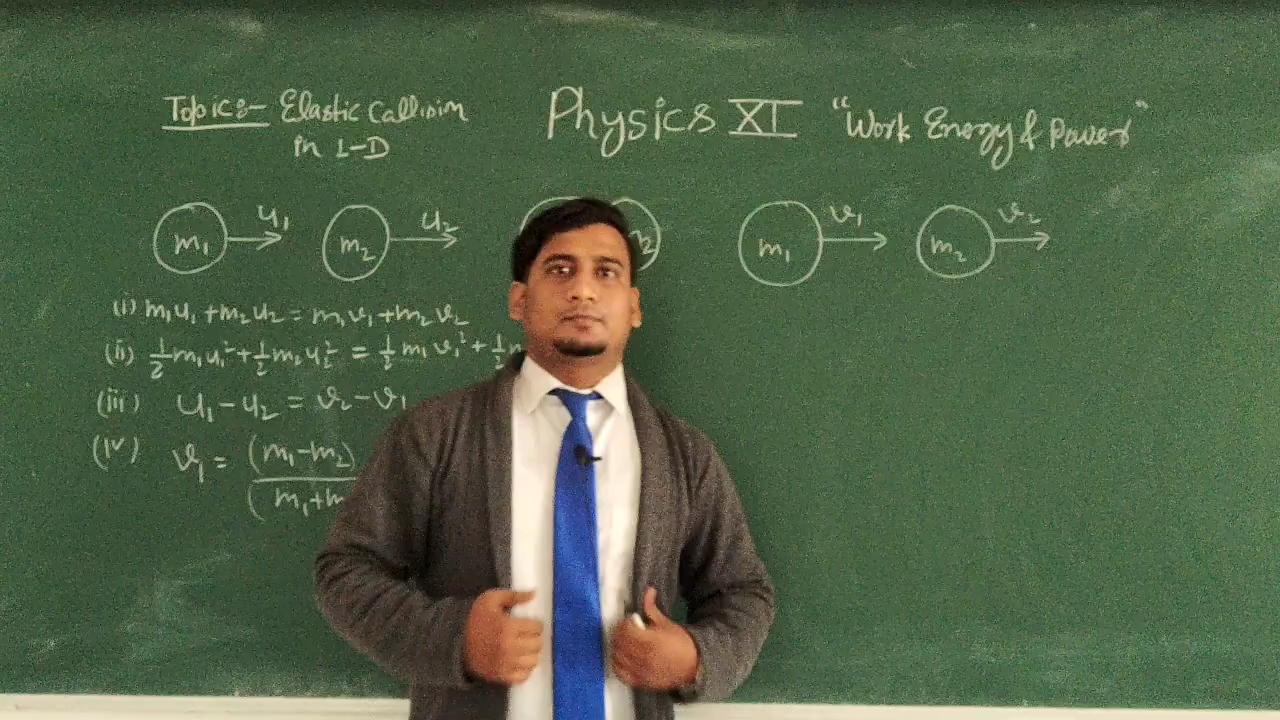 Topic:- Elastic Collision
in 1-D
Physics XI "Work Energy & Power"
m₁ u₁ m₂ u₂ m₁ v₁ m₂ v₂
(i) m₁u₁+m₂u₂ = m₁v₁+m₂v₂
(ii) ½m₁u₁²+½m₂u₂² = ½m₁v₁²+½
(iii) u₁-u₂ = v₂-v₁
(iv) v₁ = (m₁-m₂)
(m₁+m